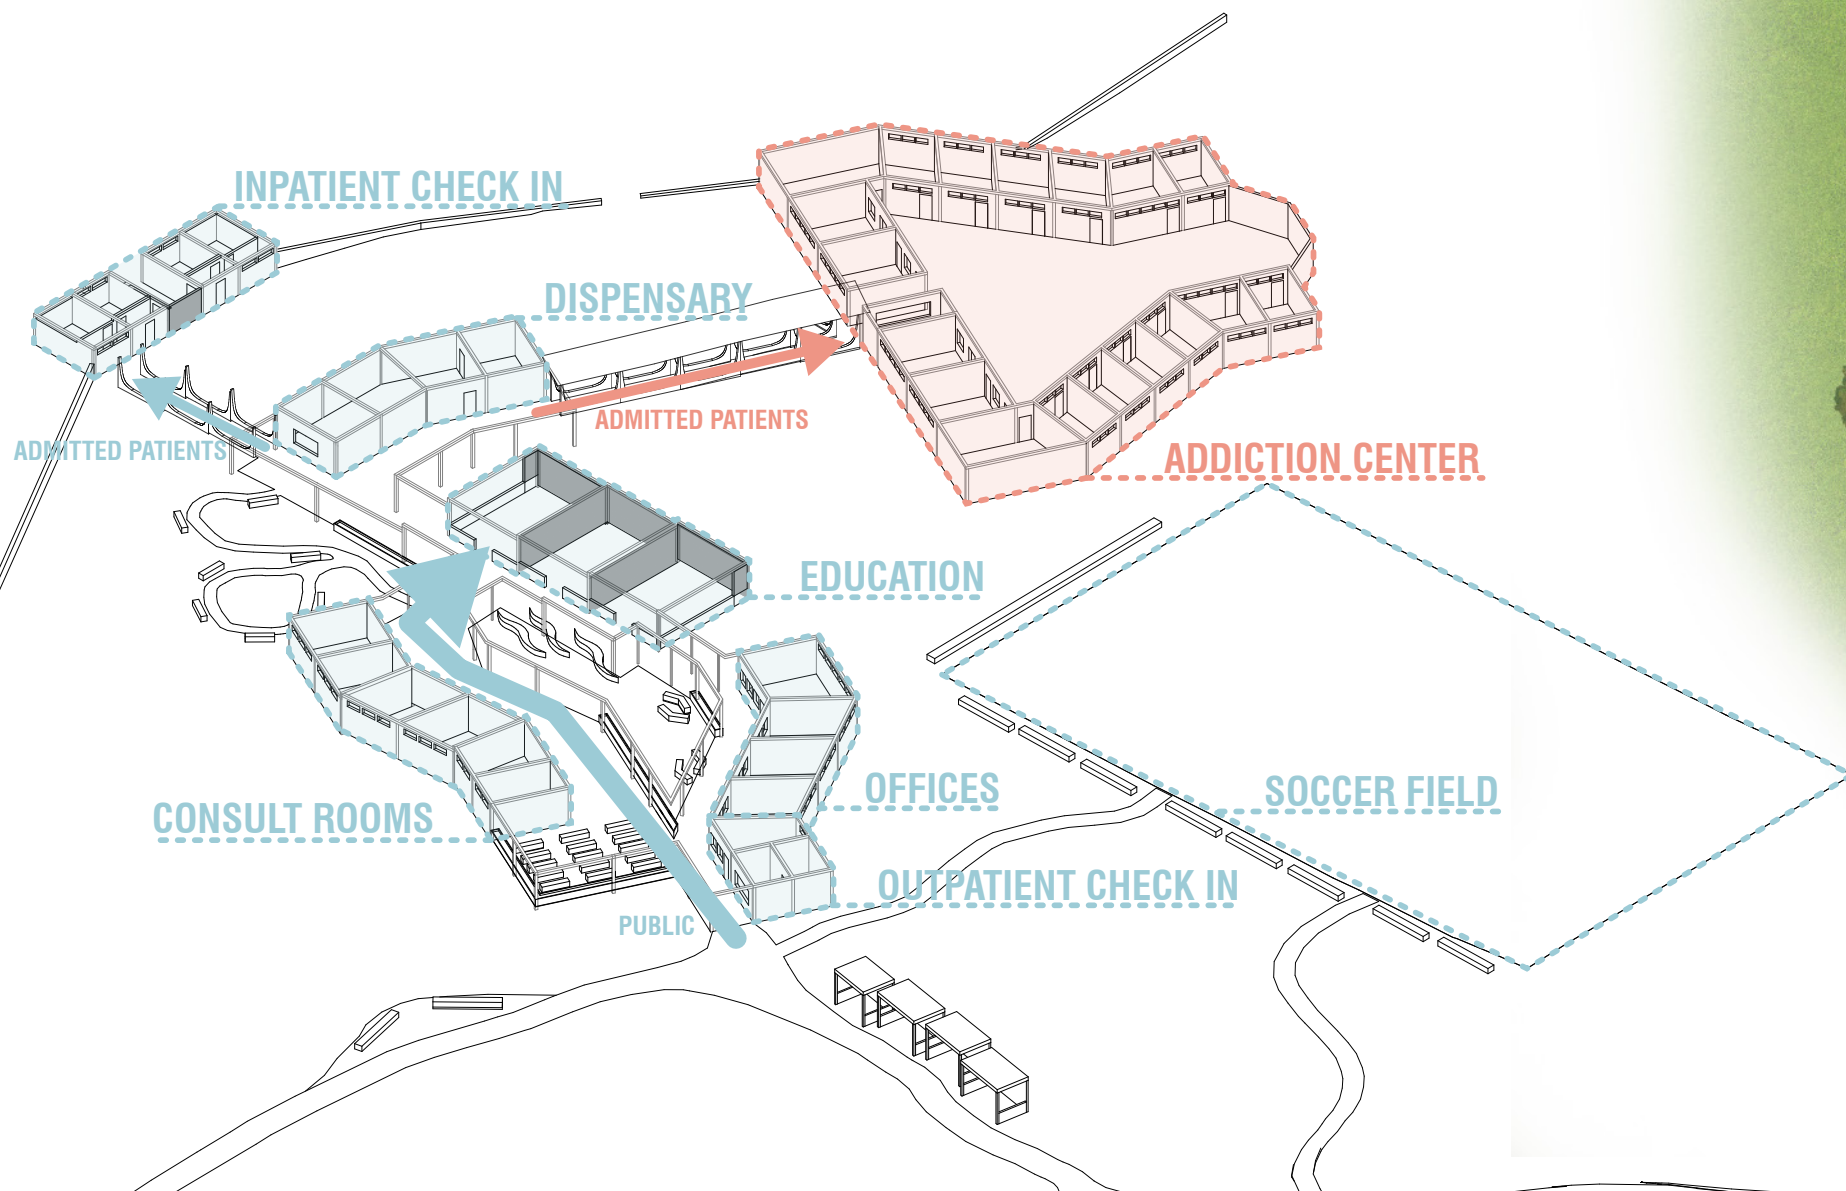 INPATIENT CHECK IN
DISPENSARY
ADMITTED PATIENTS
ADMITTED PATIENTS
ADDICTION CENTER
EDUCATION
OFFICES
SOCCER FIELD
CONSULT ROOMS
OUTPATIENT CHECK IN
PUBLIC